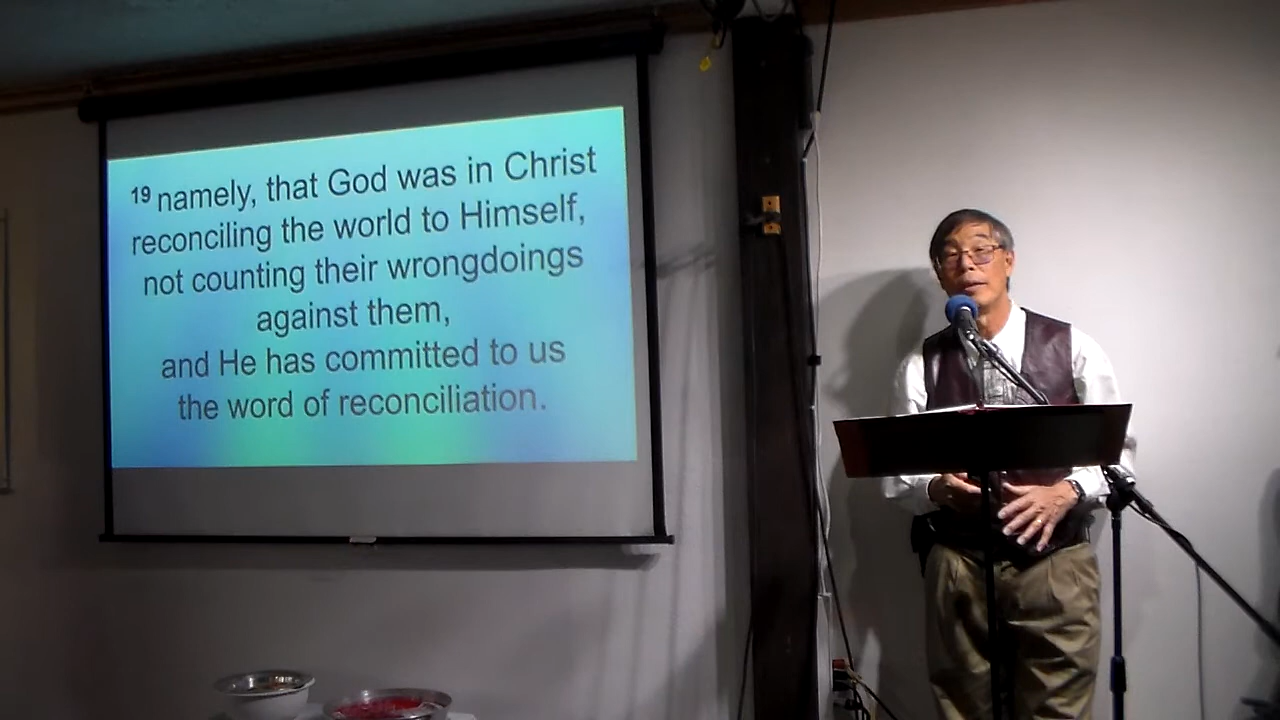 19 namely, that God was in Christ
reconciling the world to Himself,
not counting their wrongdoings
against them,
and He has committed to us
the word of reconciliation.